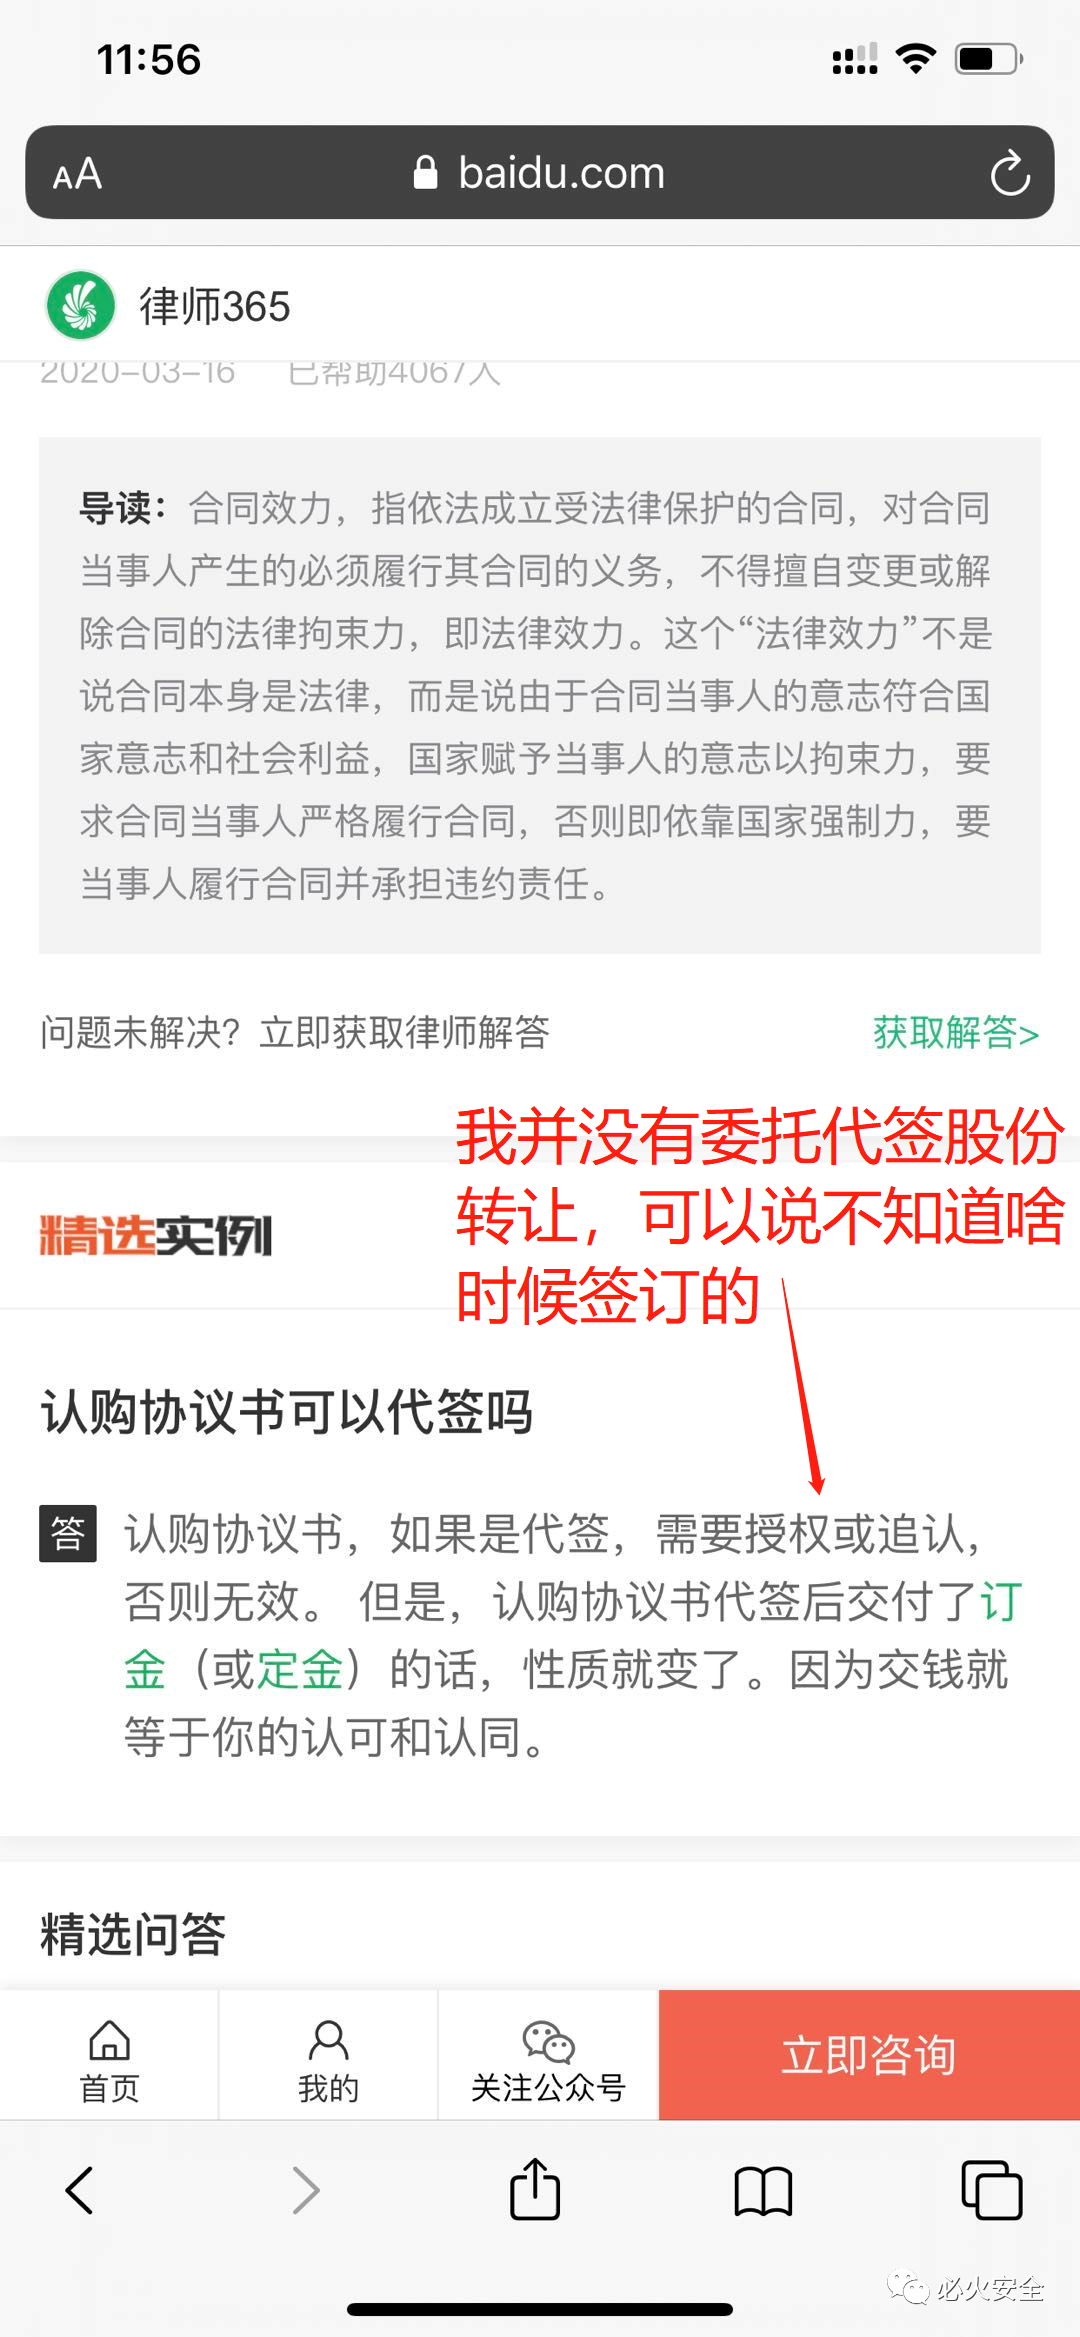 11:56
AA
baidu.com
律师365
2020-03-16 已帮助4067人
导读：合同效力，指依法成立受法律保护的合同，对合同
当事人产生的必须履行其合同的义务，不得擅自变更或解
除合同的法律拘束力，即法律效力。这个“法律效力”不是
说合同本身是法律，而是说由于合同当事人的意志符合国
家意志和社会利益，国家赋予当事人的意志以拘束力，要
求合同当事人严格履行合同，否则即依靠国家强制力，要
当事人履行合同并承担违约责任。
问题未解决？立即获取律师解答 获取解答>
我并没有委托代签股份
转让，可以说不知道啥
时候签订的
精选实例
认购协议书可以代签吗
答 认购协议书，如果是代签，需要授权或追认，
否则无效。 但是，认购协议书代签后交付了订
金（或定金）的话，性质就变了。因为交钱就
等于你的认可和认同。
精选问答
首页 我的 关注公众号 立即咨询
必火安全